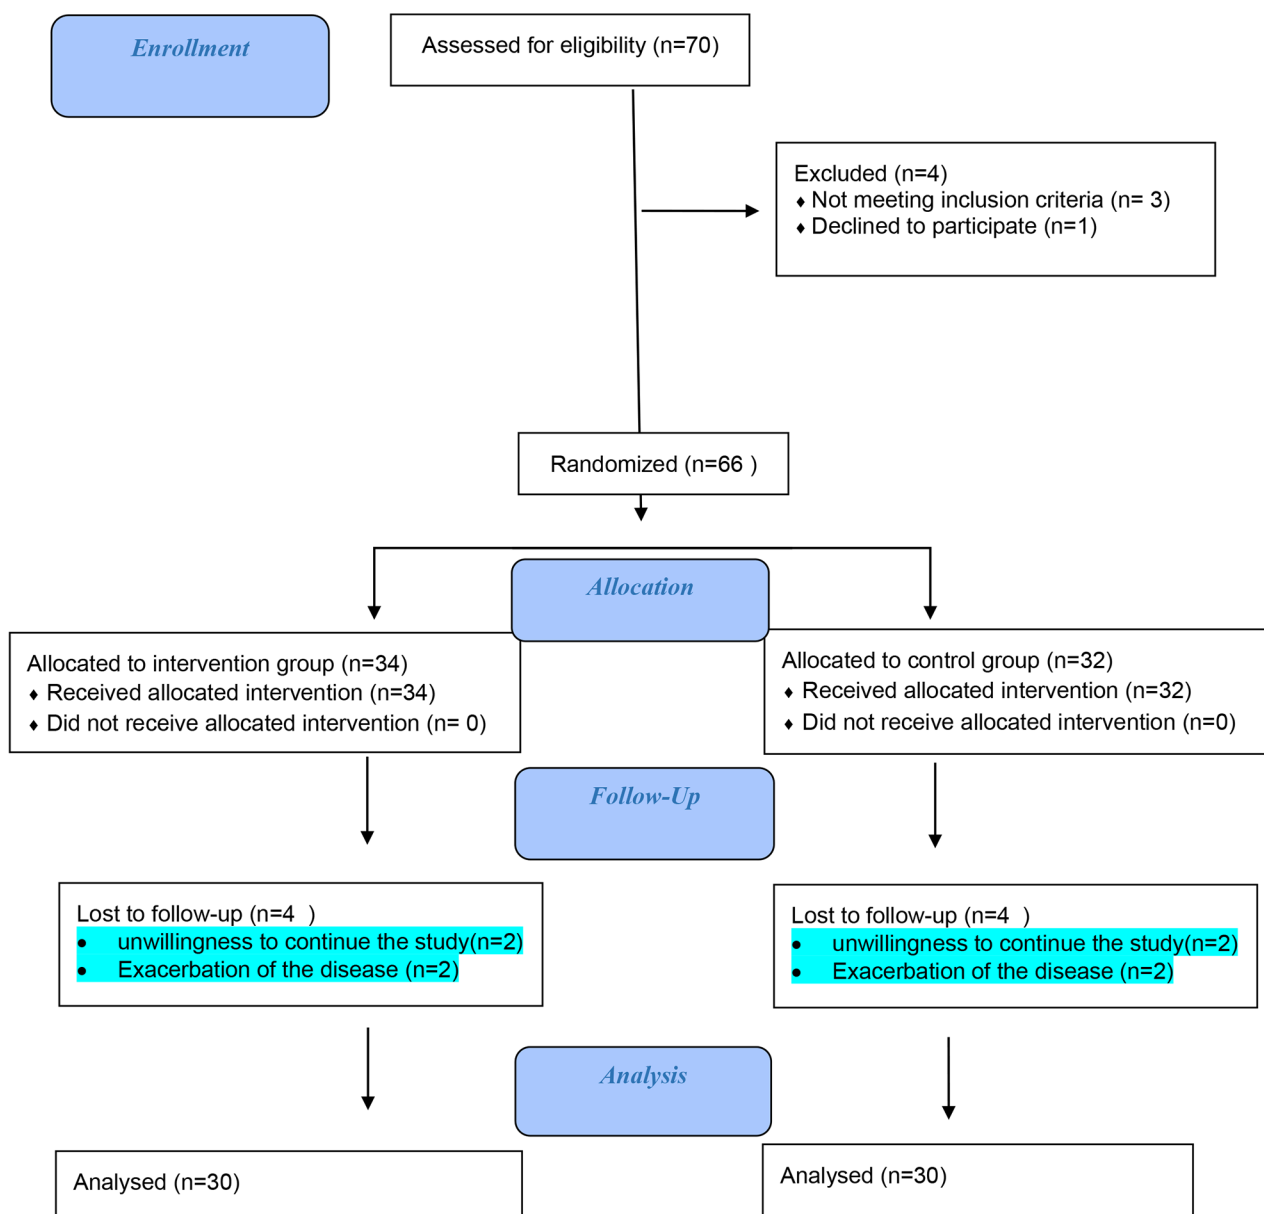 Enrollment
Assessed for eligibility (n=70)
Excluded (n=4)
♦ Not meeting inclusion criteria (n= 3)
♦ Declined to participate (n=1)
Randomized (n=66 )
Allocation
Allocated to intervention group (n=34)
♦ Received allocated intervention (n=34)
♦ Did not receive allocated intervention (n= 0)
Allocated to control group (n=32)
♦ Received allocated intervention (n=32)
♦ Did not receive allocated intervention (n=0)
Follow-Up
Lost to follow-up (n=4 )
• unwillingness to continue the study(n=2)
• Exacerbation of the disease (n=2)
Lost to follow-up (n=4 )
• unwillingness to continue the study(n=2)
• Exacerbation of the disease (n=2)
Analysis
Analysed (n=30)
Analysed (n=30)